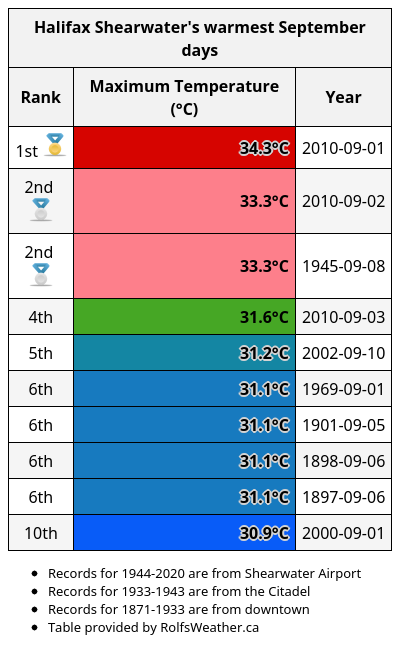 Halifax Shearwater's warmest September
days
Rank Maximum Temperature (°C) Year
1st 34.3°C 2010-09-01
2nd 33.3°C 2010-09-02
2nd 33.3°C 1945-09-08
4th 31.6°C 2010-09-03
5th 31.2°C 2002-09-10
6th 31.1°C 1969-09-01
6th 31.1°C 1901-09-05
6th 31.1°C 1898-09-06
6th 31.1°C 1897-09-06
10th 30.9°C 2000-09-01
• Records for 1944-2020 are from Shearwater Airport
• Records for 1933-1943 are from the Citadel
• Records for 1871-1933 are from downtown
• Table provided by RolfsWeather.ca